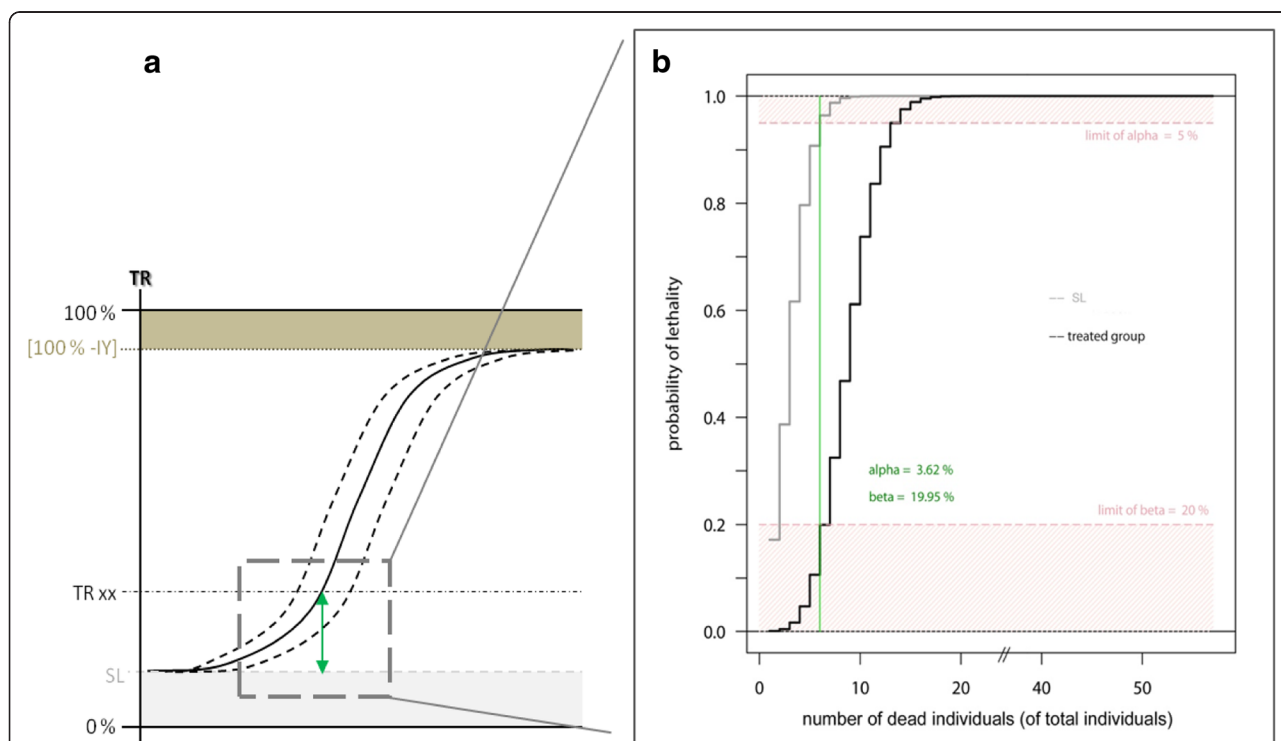 a
TR
100 %
[100 % -IY]
TR xx
SL
0 %
b
probability of lethality
1.0
0.8
0.6
0.4
0.2
0.0
limit of alpha = 5 %
SL
treated group
alpha = 3.62 %
beta = 19.95 %
limit of beta = 20 %
0 10 20 // 40 50
number of dead individuals (of total individuals)